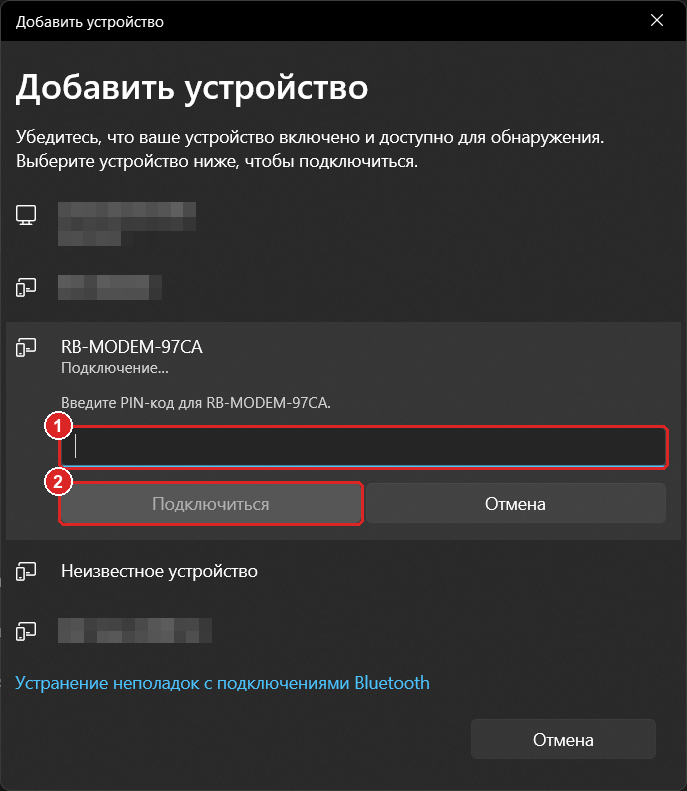 Добавить устройство
Добавить устройство
Убедитесь, что ваше устройство включено и доступно для обнаружения.
Выберите устройство ниже, чтобы подключиться.
RB-MODEM-97CA
Подключение...
Введите PIN-код для RB-MODEM-97CA.
1
2
Подключиться
Отмена
Неизвестное устройство
Устранение неполадок с подключениями Bluetooth
Отмена